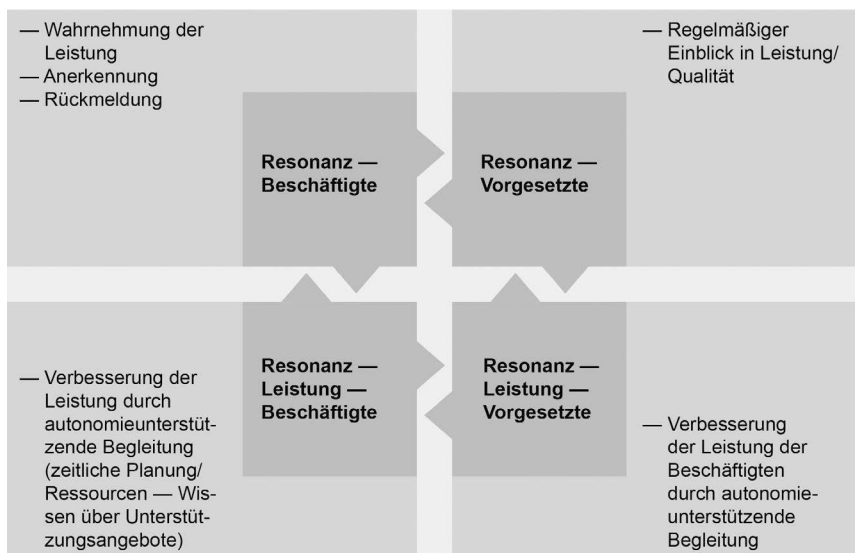 — Wahrnehmung der
Leistung
— Anerkennung
— Rückmeldung
— Regelmäßiger
Einblick in Leistung/
Qualität
Resonanz —
Beschäftigte
Resonanz —
Vorgesetzte
Resonanz —
Leistung —
Beschäftigte
Resonanz —
Leistung —
Vorgesetzte
— Verbesserung der
Leistung durch
autonomieunterstüt-
zende Begleitung
(zeitliche Planung/
Ressourcen — Wis-
sen über Unterstüt-
zungsangebote)
— Verbesserung
der Leistung der
Beschäftigten
durch autonomie-
unterstützende
Begleitung